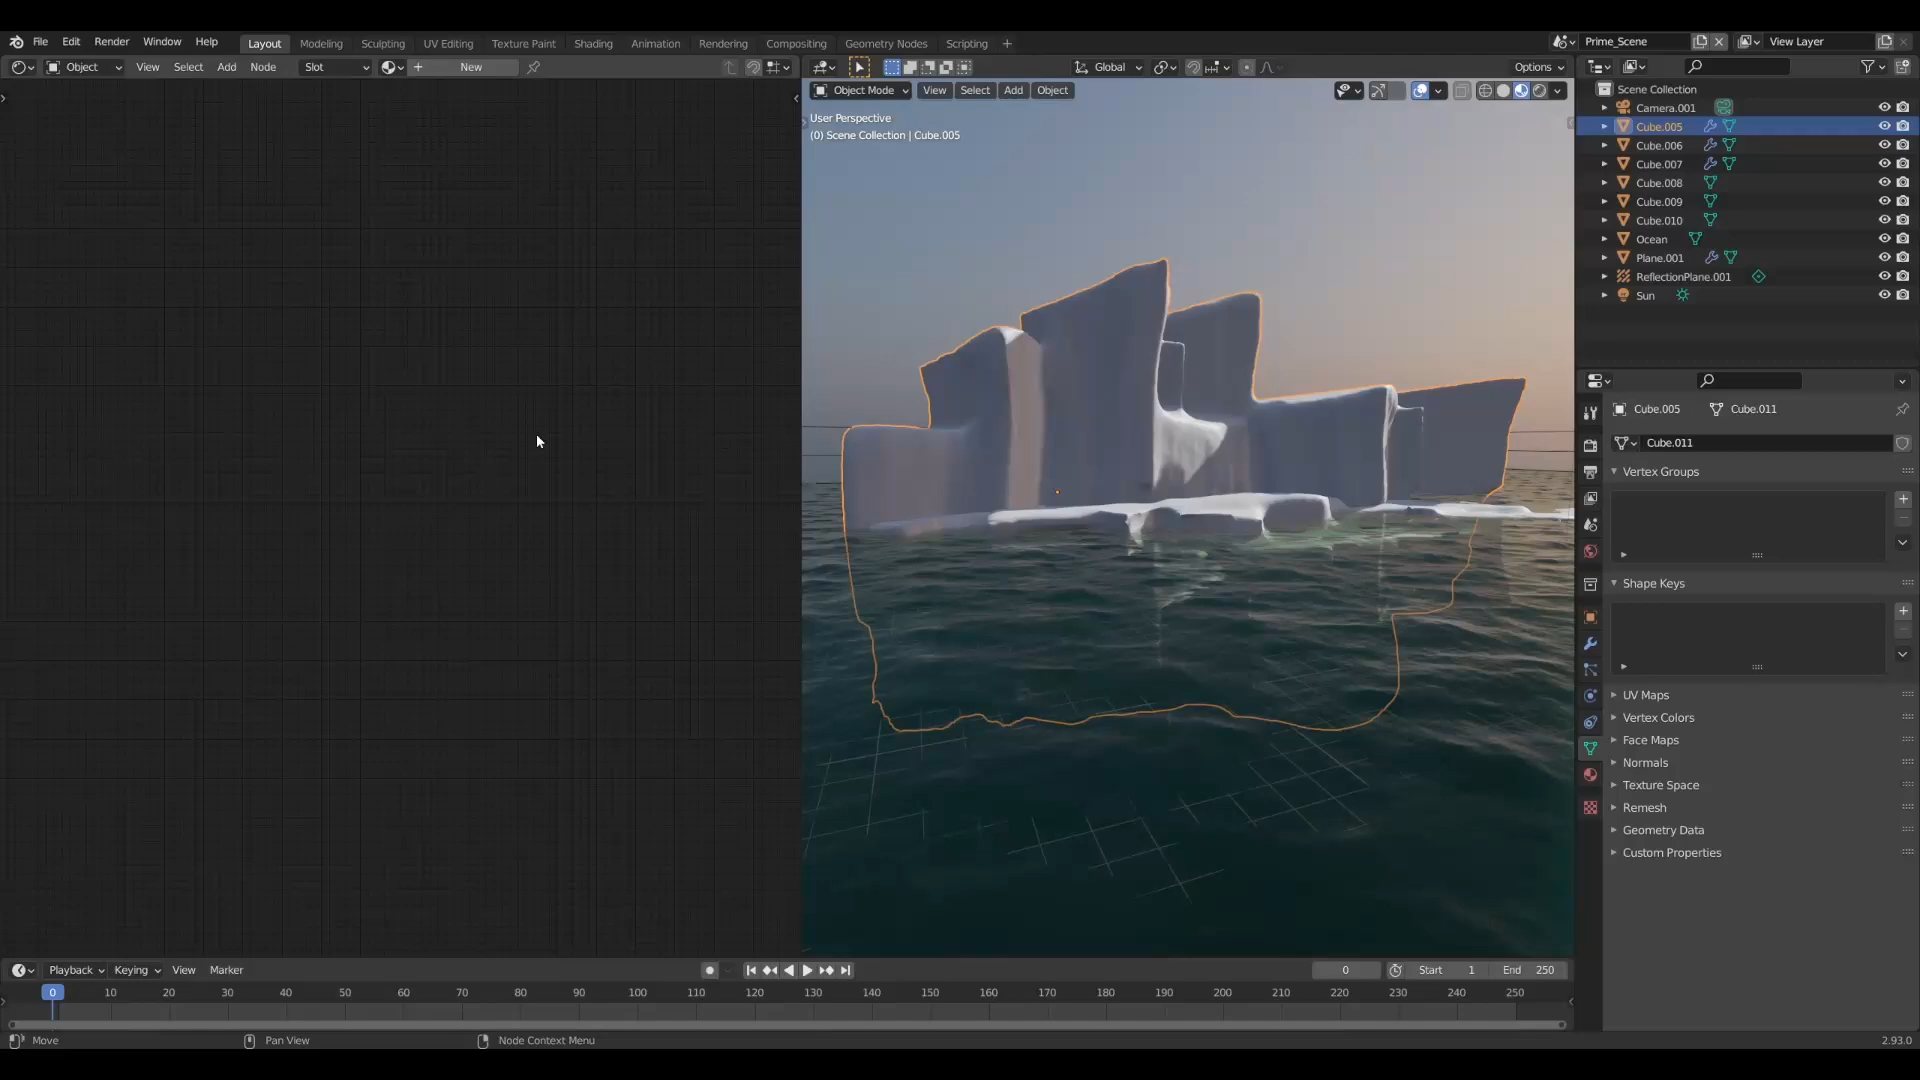 File Edit Render Window Help Layout Modeling Sculpting UV Editing Texture Paint Shading Animation Rendering Compositing Geometry Nodes Scripting + Prime_Scene View Layer
Object View Select Add Node Slot New Global Options
Object Mode View Select Add Object
User Perspective
(0) Scene Collection | Cube.005
Scene Collection
Camera.001
Cube.005
Cube.006
Cube.007
Cube.008
Cube.009
Cube.010
Ocean
Plane.001
ReflectionPlane.001
Sun
Cube.005 Cube.011
Cube.011
Vertex Groups
Shape Keys
UV Maps
Vertex Colors
Face Maps
Normals
Texture Space
Remesh
Geometry Data
Custom Properties
Playback Keying View Marker 0 Start 1 End 250
0 10 20 30 40 50 60 70 80 90 100 110 120 130 140 150 160 170 180 190 200 210 220 230 240 250
Move Pan View Node Context Menu 2.93.0